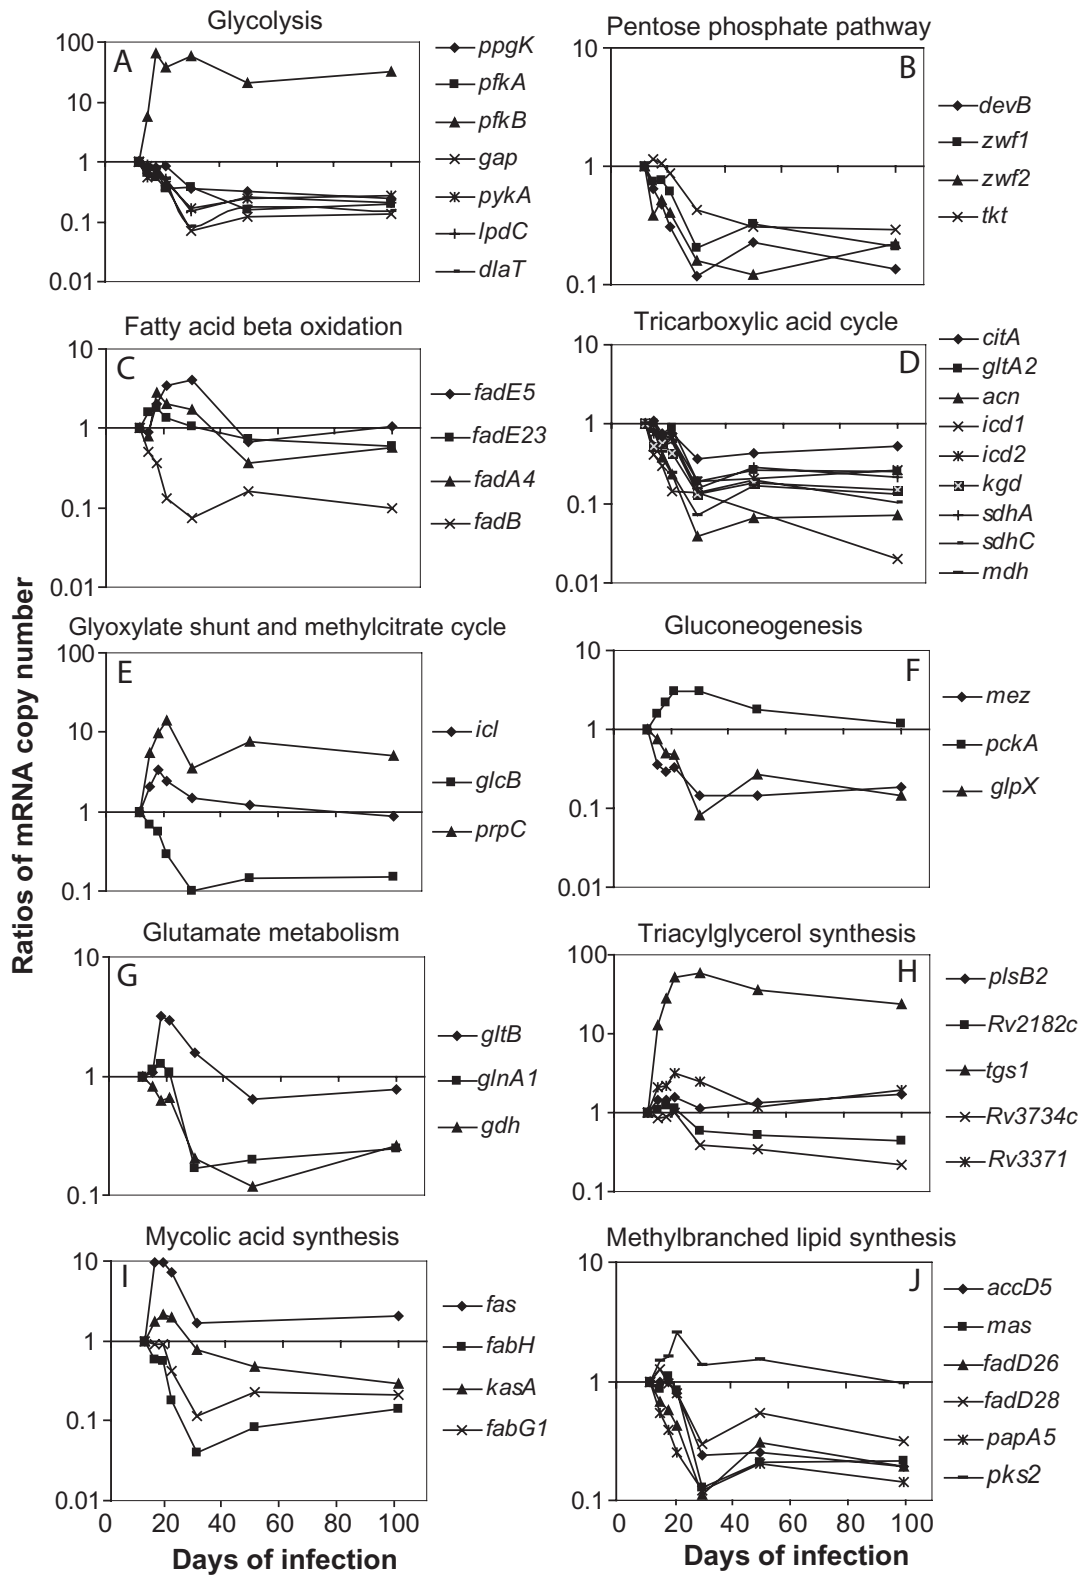 Glycolysis
A
100
10
1
0.1
0.01
ppgK
pfkA
pfkB
gap
pykA
lpdC
dlaT
Pentose phosphate pathway
B
10
1
0.1
devB
zwf1
zwf2
tkt
Fatty acid beta oxidation
C
10
1
0.1
0.01
fadE5
fadE23
fadA4
fadB
Tricarboxylic acid cycle
D
10
1
0.1
0.01
citA
gltA2
acn
icd1
icd2
kgd
sdhA
sdhC
mdh
Ratios of mRNA copy number
Glyoxylate shunt and methylcitrate cycle
E
100
10
1
0.1
icl
glcB
prpC
Gluconeogenesis
F
10
1
0.1
0.01
mez
pckA
glpX
Glutamate metabolism
G
10
1
0.1
gltB
glnA1
gdh
Triacylglycerol synthesis
H
100
10
1
0.1
plsB2
Rv2182c
tgs1
Rv3734c
Rv3371
Mycolic acid synthesis
I
10
1
0.1
0.01
0 20 40 60 80 100
Days of infection
fas
fabH
kasA
fabG1
Methylbranched lipid synthesis
J
10
1
0.1
0 20 40 60 80 100
Days of infection
accD5
mas
fadD26
fadD28
papA5
pks2